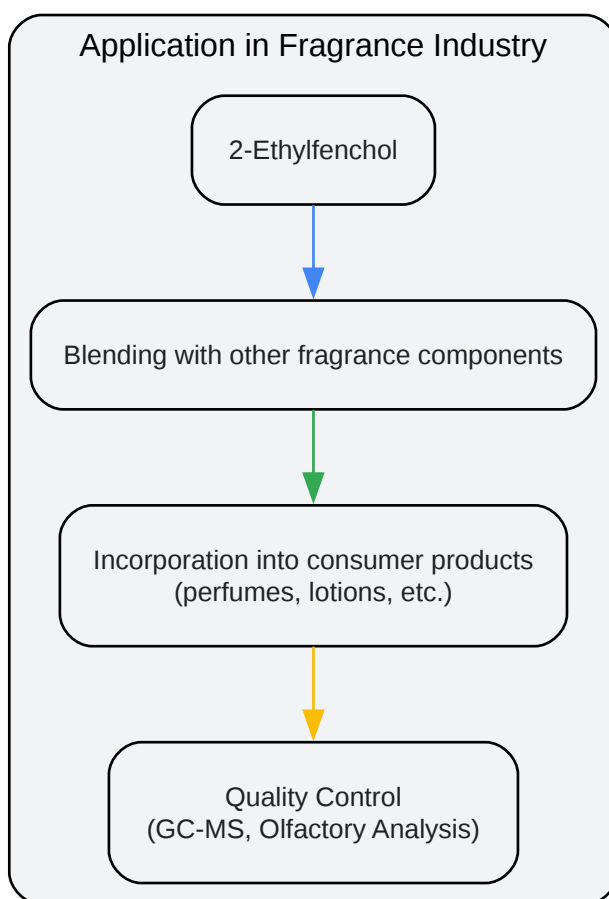 Application in Fragrance Industry
2-Ethylfenchol
Blending with other fragrance components
Incorporation into consumer products
(perfumes, lotions, etc.)
Quality Control
(GC-MS, Olfactory Analysis)